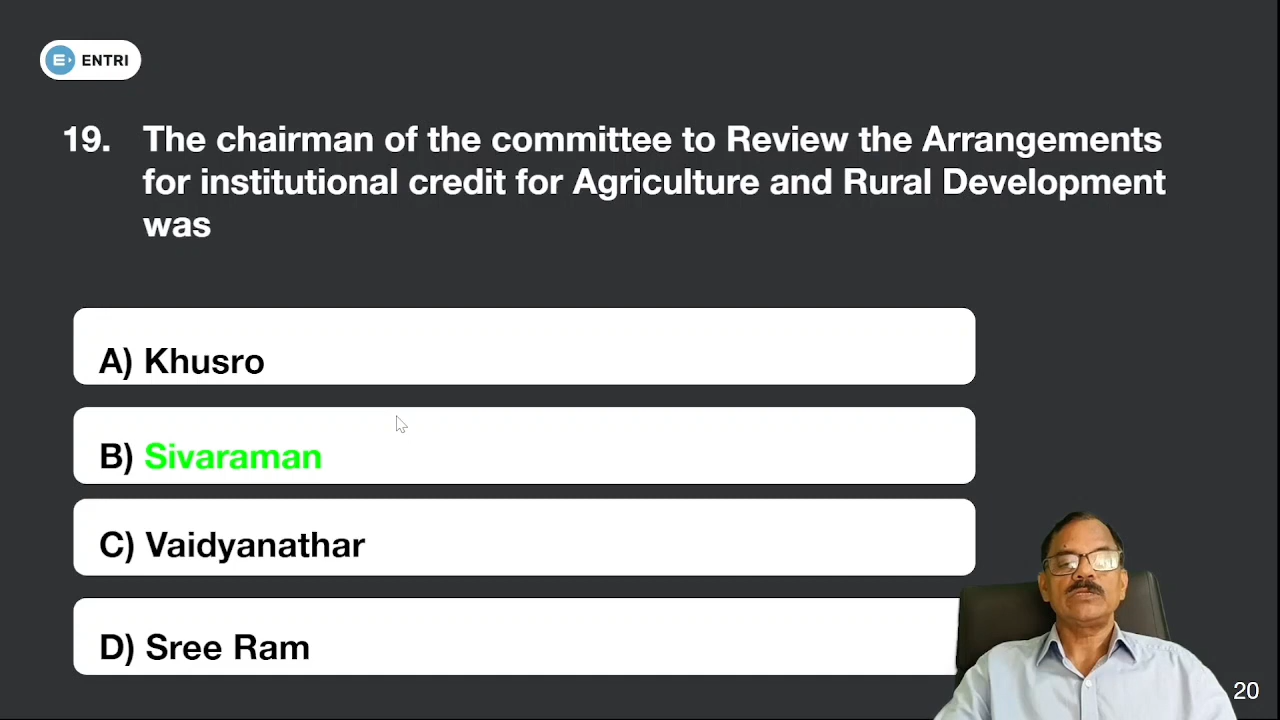 ENTRI
19. The chairman of the committee to Review the Arrangements
for institutional credit for Agriculture and Rural Development
was
A) Khusro
B) Sivaraman
C) Vaidyanathar
D) Sree Ram
20